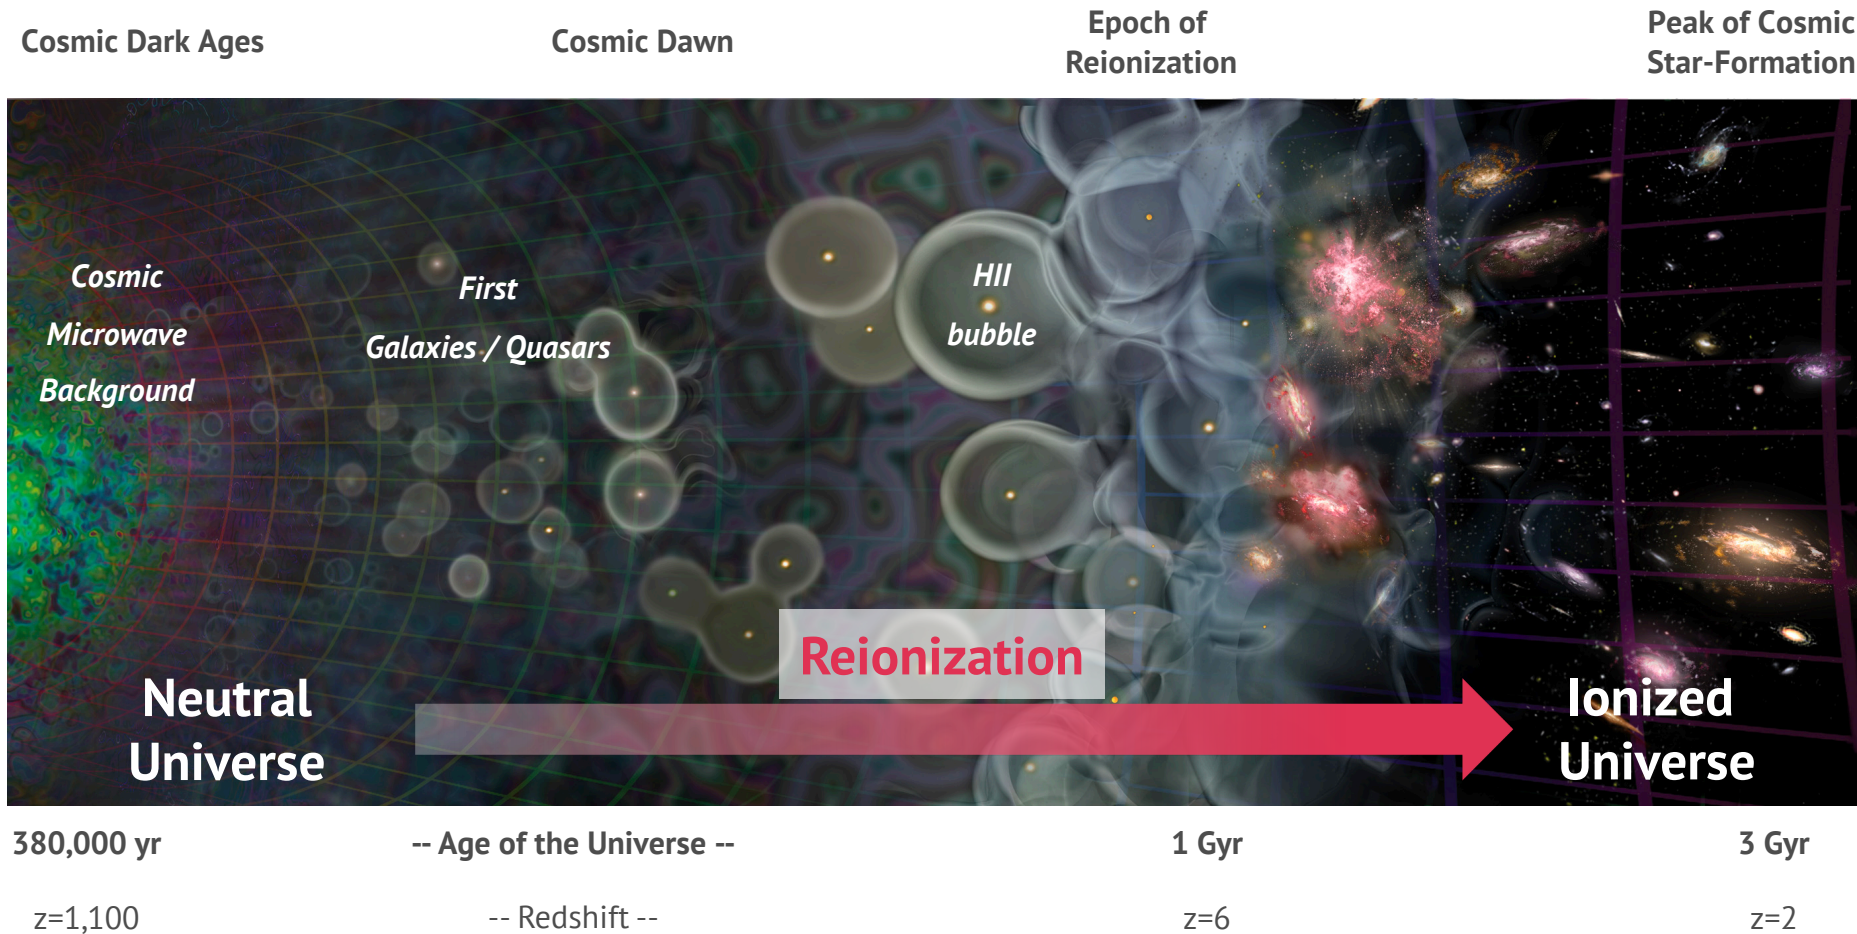 Cosmic Dark Ages
Cosmic Dawn
Epoch of
Reionization
Peak of Cosmic
Star-Formation
Cosmic
Microwave
Background
First
Galaxies / Quasars
HII
bubble
Reionization
Neutral
Universe
Ionized
Universe
380,000 yr
-- Age of the Universe --
1 Gyr
3 Gyr
z=1,100
-- Redshift --
z=6
z=2